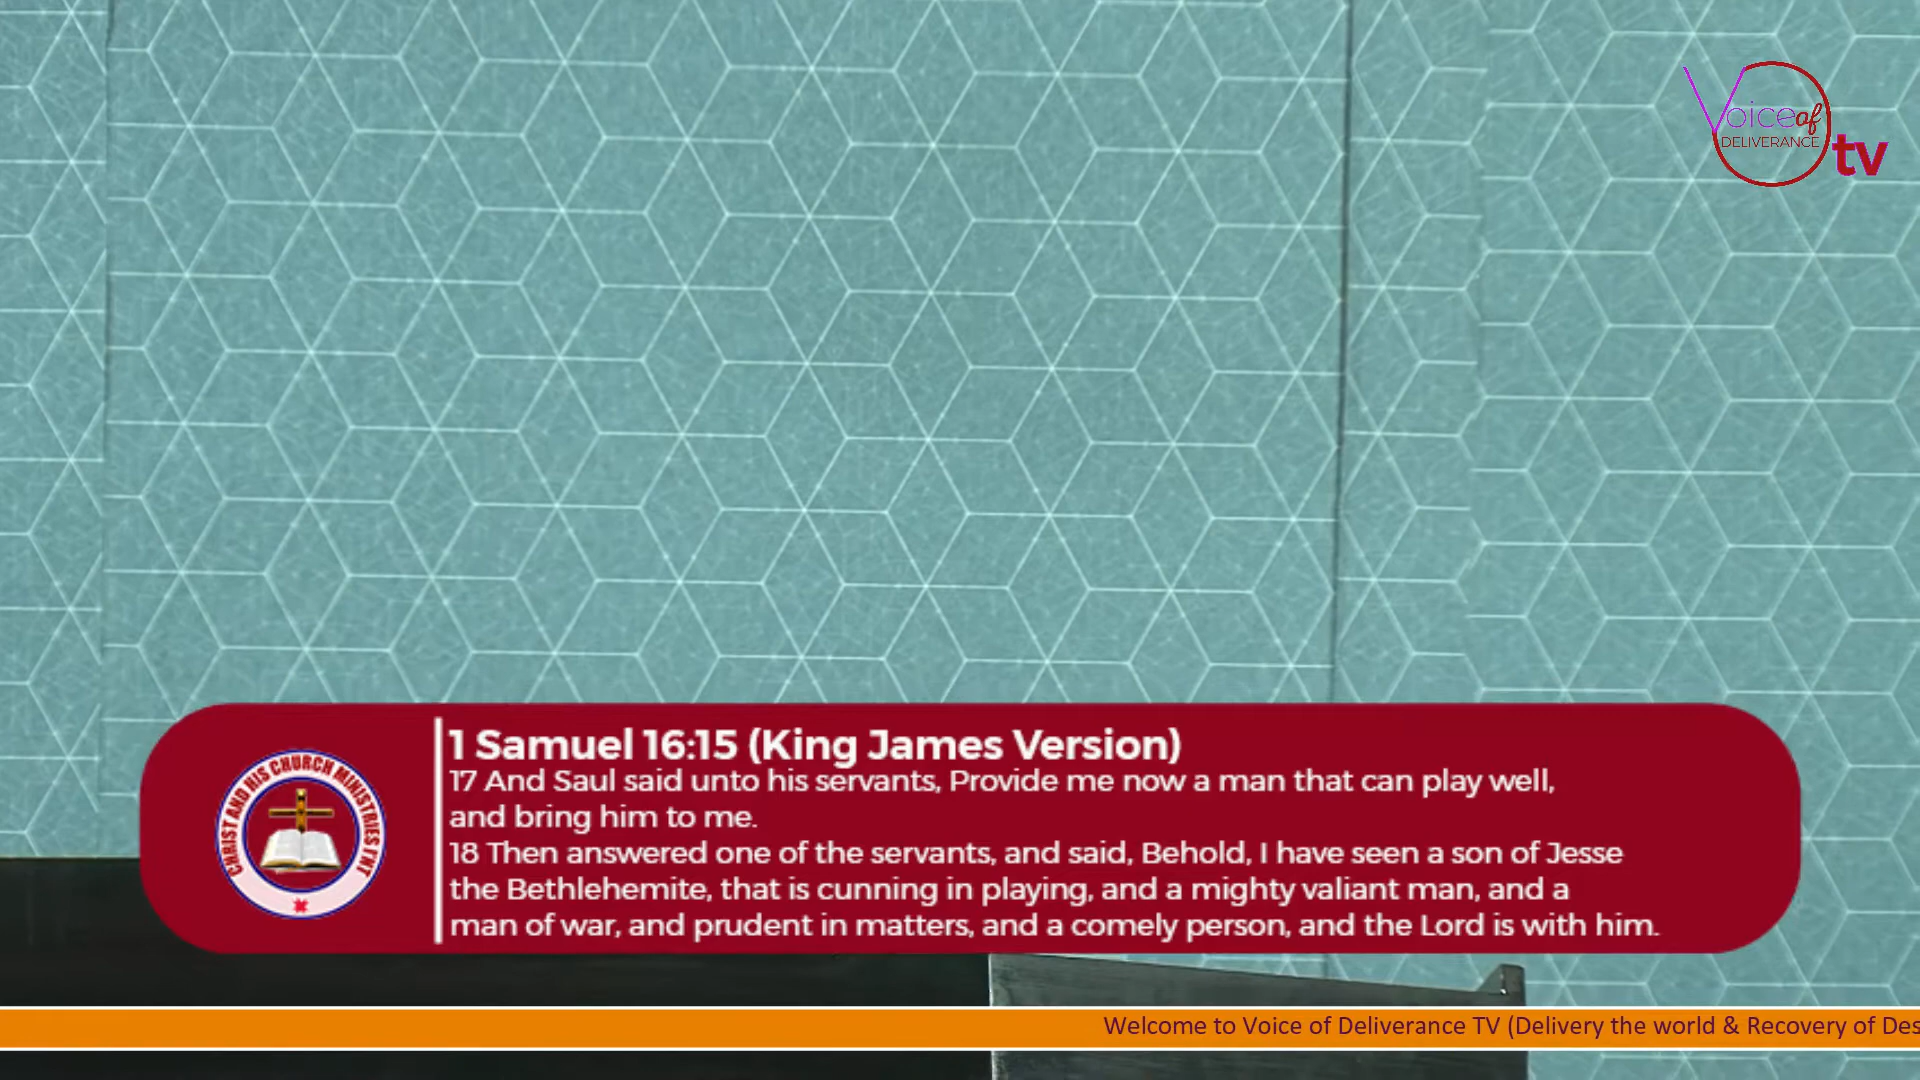 Voice of
DELIVERANCE
tv
1 Samuel 16:15 (King James Version)
17 And Saul said unto his servants, Provide me now a man that can play well,
and bring him to me.
18 Then answered one of the servants, and said, Behold, I have seen a son of Jesse
the Bethlehemite, that is cunning in playing, and a mighty valiant man, and a
man of war, and prudent in matters, and a comely person, and the Lord is with him.
CHRIST AND HIS CHURCH MINISTRIES INT
Welcome to Voice of Deliverance TV (Delivery the world & Recovery of Des